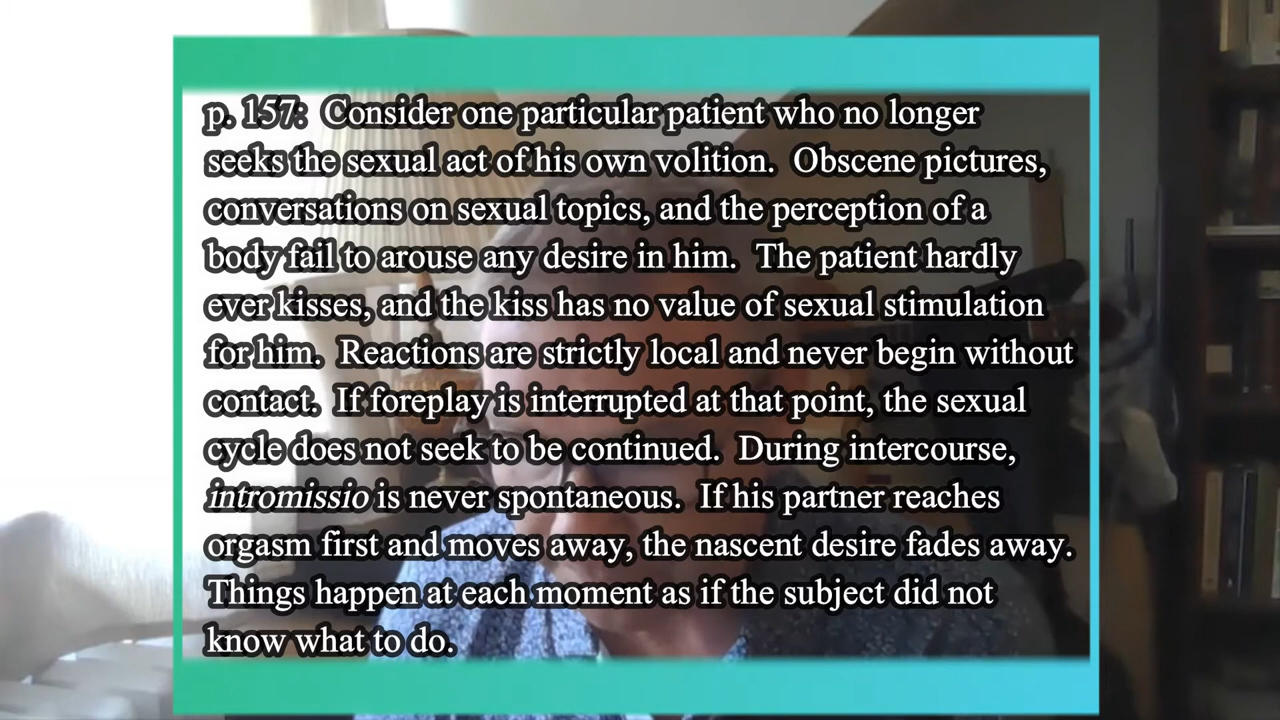 p. 157:  Consider one particular patient who no longer
seeks the sexual act of his own volition.  Obscene pictures,
conversations on sexual topics, and the perception of a
body fail to arouse any desire in him.  The patient hardly
ever kisses, and the kiss has no value of sexual stimulation
for him.  Reactions are strictly local and never begin without
contact.  If foreplay is interrupted at that point, the sexual
cycle does not seek to be continued.  During intercourse,
intromissio is never spontaneous.  If his partner reaches
orgasm first and moves away, the nascent desire fades away.
Things happen at each moment as if the subject did not
know what to do.